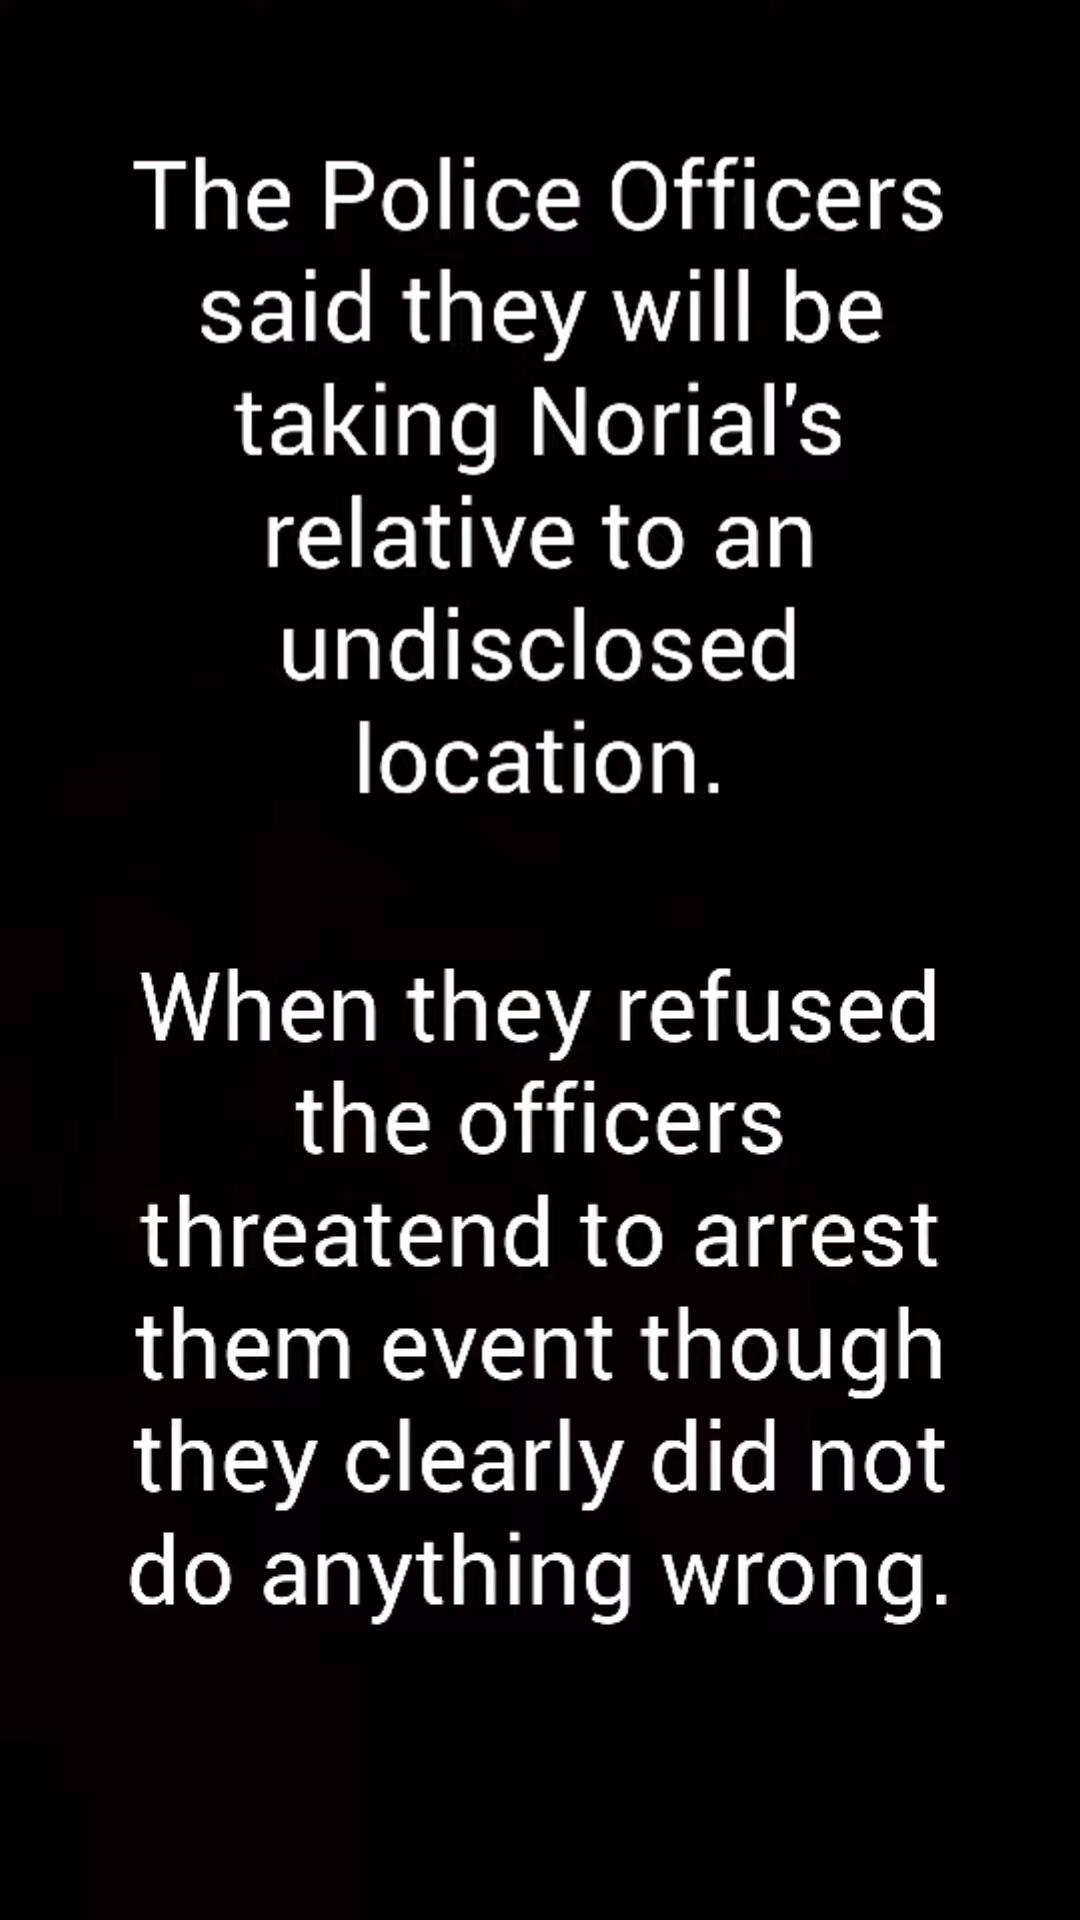 The Police Officers
said they will be
taking Norial's
relative to an
undisclosed
location.
When they refused
the officers
threatend to arrest
them event though
they clearly did not
do anything wrong.